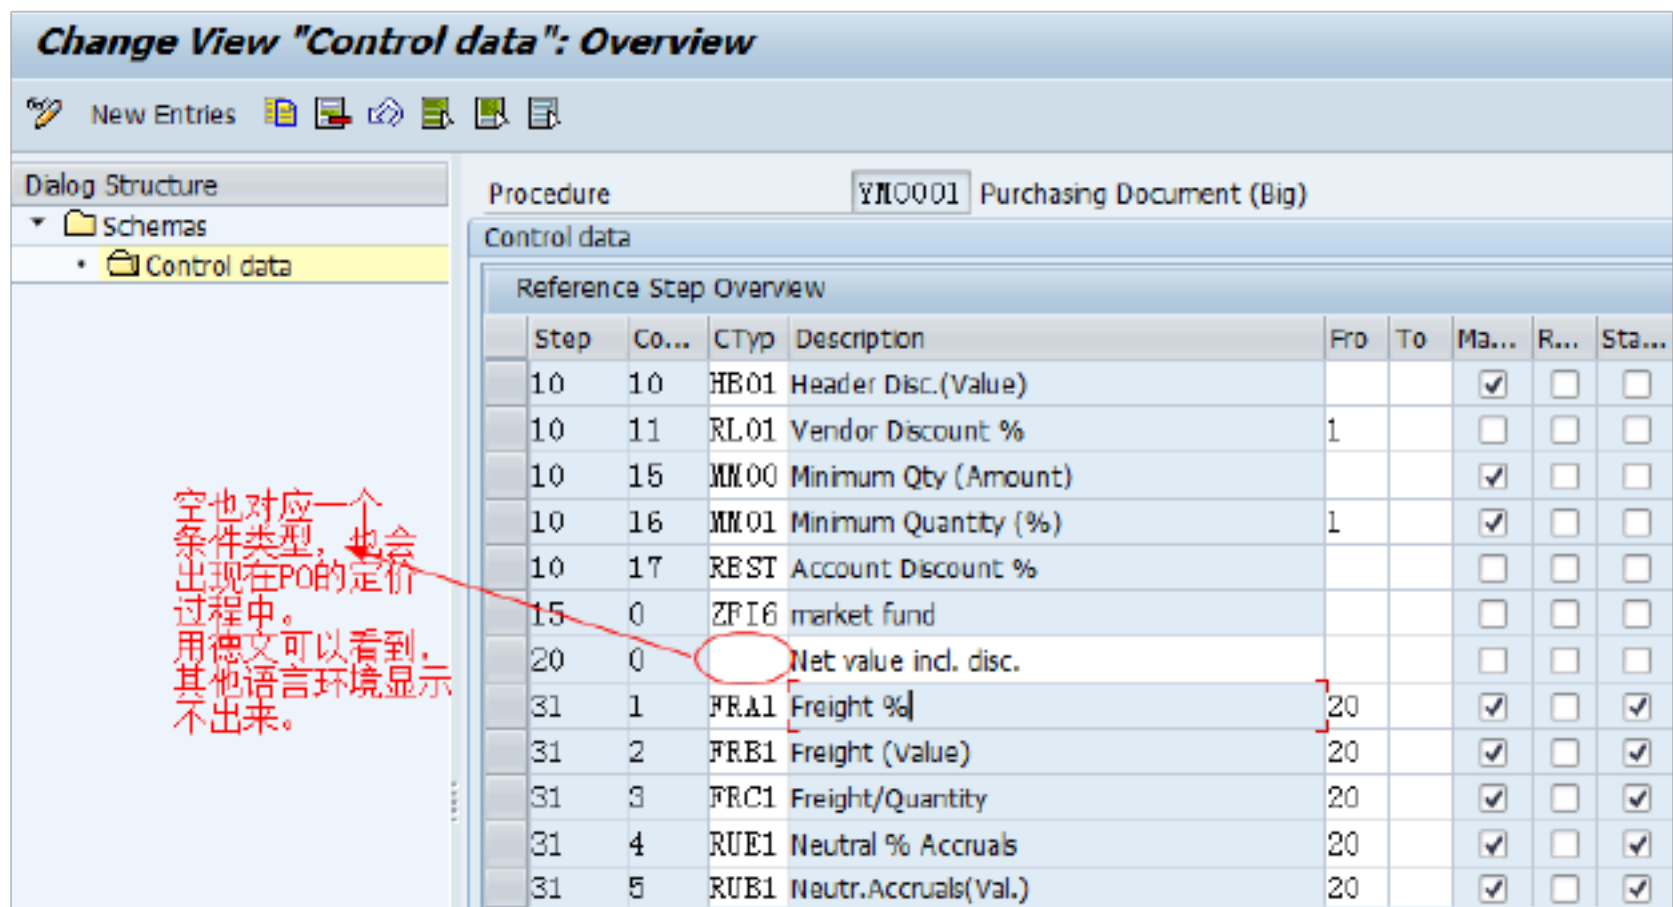 Change View "Control data": Overview
New Entries
Dialog Structure
Schemas
Control data
Procedure YM0001 Purchasing Document (Big)
Control data
Reference Step Overview
Step Co... CTyp Description Fro To Ma... R... Sta...
10 10 HB01 Header Disc.(Value)
10 11 RL01 Vendor Discount % 1
10 15 MM00 Minimum Qty (Amount)
10 16 MM01 Minimum Quantity (%) 1
10 17 REST Account Discount %
15 0 ZFI6 market fund
20 0 Net value incl. disc.
31 1 FRA1 Freight % 20
31 2 FRB1 Freight (Value) 20
31 3 FRC1 Freight/Quantity 20
31 4 RUE1 Neutral % Accruals 20
31 5 RUB1 Neutr.Accruals(Val.) 20
空也对应一个
条件类型，也会
出现在PO的定价
过程中。
用德文可以看到，
其他语言环境显示
不出来。